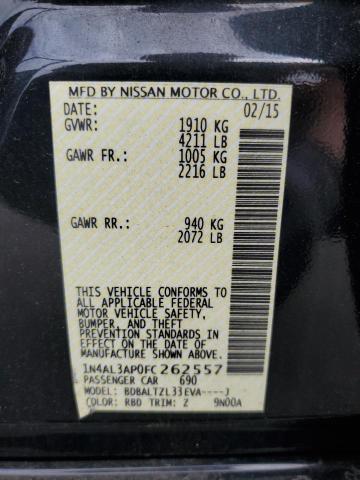 MFD BY NISSAN MOTOR CO., LTD.
DATE: 02/15
GVWR: 1910 KG
4211 LB
GAWR FR.: 1005 KG
2216 LB
GAWR RR.: 940 KG
2072 LB
THIS VEHICLE CONFORMS TO
ALL APPLICABLE FEDERAL
MOTOR VEHICLE SAFETY,
BUMPER, AND THEFT
PREVENTION STANDARDS IN
EFFECT ON THE DATE OF
MANUFACTURE SHOWN ABOVE.
1N4AL3AP0FC262557
PASSENGER CAR 690
MODEL: BDBALTZL33EVA----J
COLOR: RBD TRIM: Z 9N00A